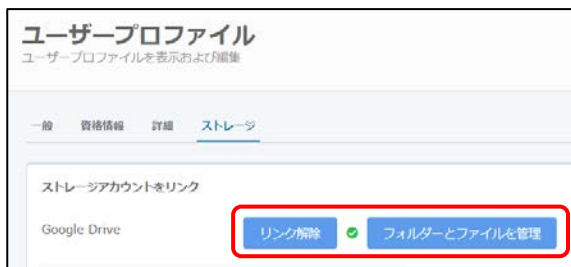 ユーザープロファイル
ユーザープロファイルを表示および編集
一般 資格情報 詳細 ストレージ
ストレージアカウントをリンク
Google Drive リンク解除 フォルダーとファイルを管理